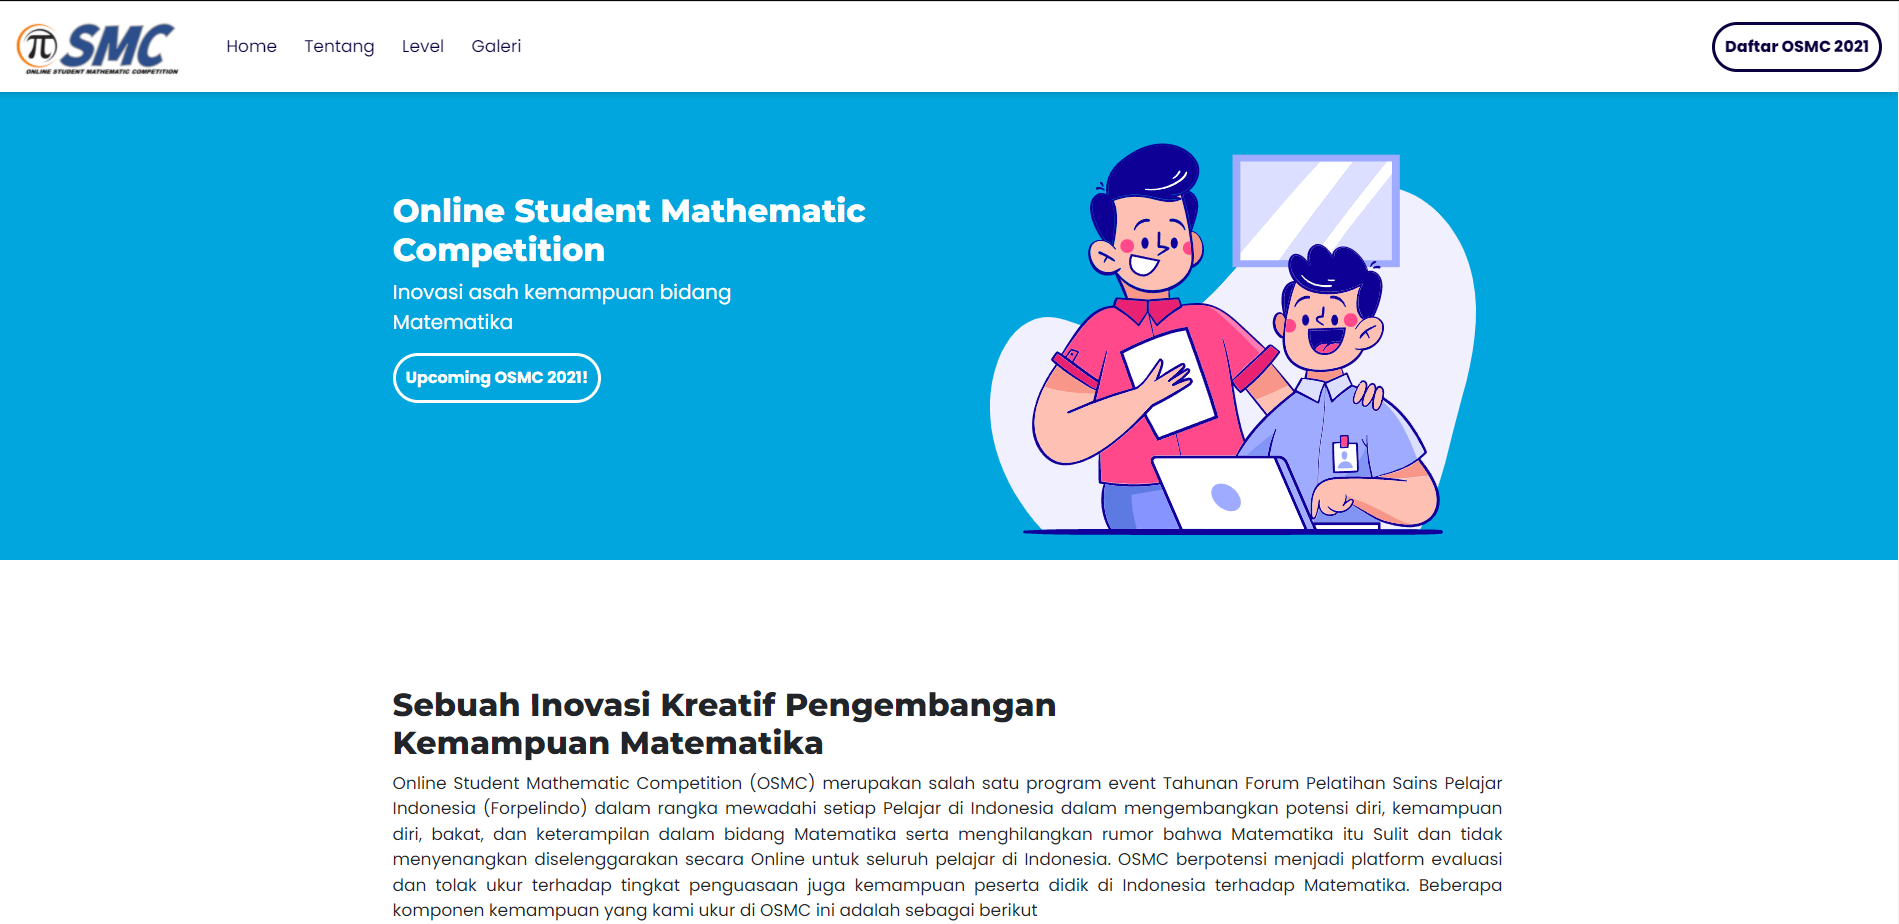 πSMC
ONLINE STUDENT MATHEMATIC COMPETITION
Home Tentang Level Galeri
Daftar OSMC 2021
Online Student Mathematic
Competition
Inovasi asah kemampuan bidang
Matematika
Upcoming OSMC 2021!
Sebuah Inovasi Kreatif Pengembangan
Kemampuan Matematika
Online Student Mathematic Competition (OSMC) merupakan salah satu program event Tahunan Forum Pelatihan Sains Pelajar
Indonesia (Forpelindo) dalam rangka mewadahi setiap Pelajar di Indonesia dalam mengembangkan potensi diri, kemampuan
diri, bakat, dan keterampilan dalam bidang Matematika serta menghilangkan rumor bahwa Matematika itu Sulit dan tidak
menyenangkan diselenggarakan secara Online untuk seluruh pelajar di Indonesia. OSMC berpotensi menjadi platform evaluasi
dan tolak ukur terhadap tingkat penguasaan juga kemampuan peserta didik di Indonesia terhadap Matematika. Beberapa
komponen kemampuan yang kami ukur di OSMC ini adalah sebagai berikut